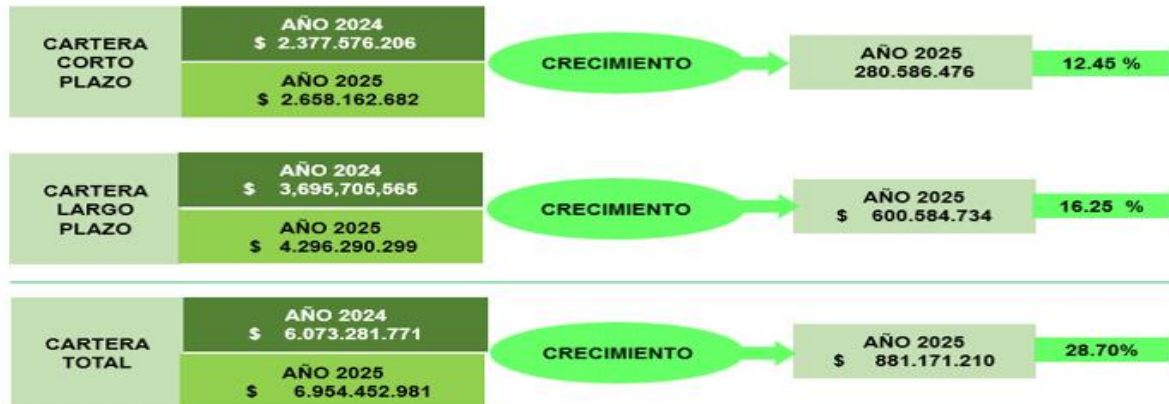 CARTERA
CORTO
PLAZO
AÑO 2024
$ 2.377.576.206
AÑO 2025
$ 2.658.162.682
CRECIMIENTO
AÑO 2025
280.586.476
12.45 %
CARTERA
LARGO
PLAZO
AÑO 2024
$ 3,695,705,565
AÑO 2025
$ 4.296.290.299
CRECIMIENTO
AÑO 2025
$ 600.584.734
16.25 %
CARTERA
TOTAL
AÑO 2024
$ 6.073.281.771
AÑO 2025
$ 6.954.452.981
CRECIMIENTO
AÑO 2025
$ 881.171.210
28.70%